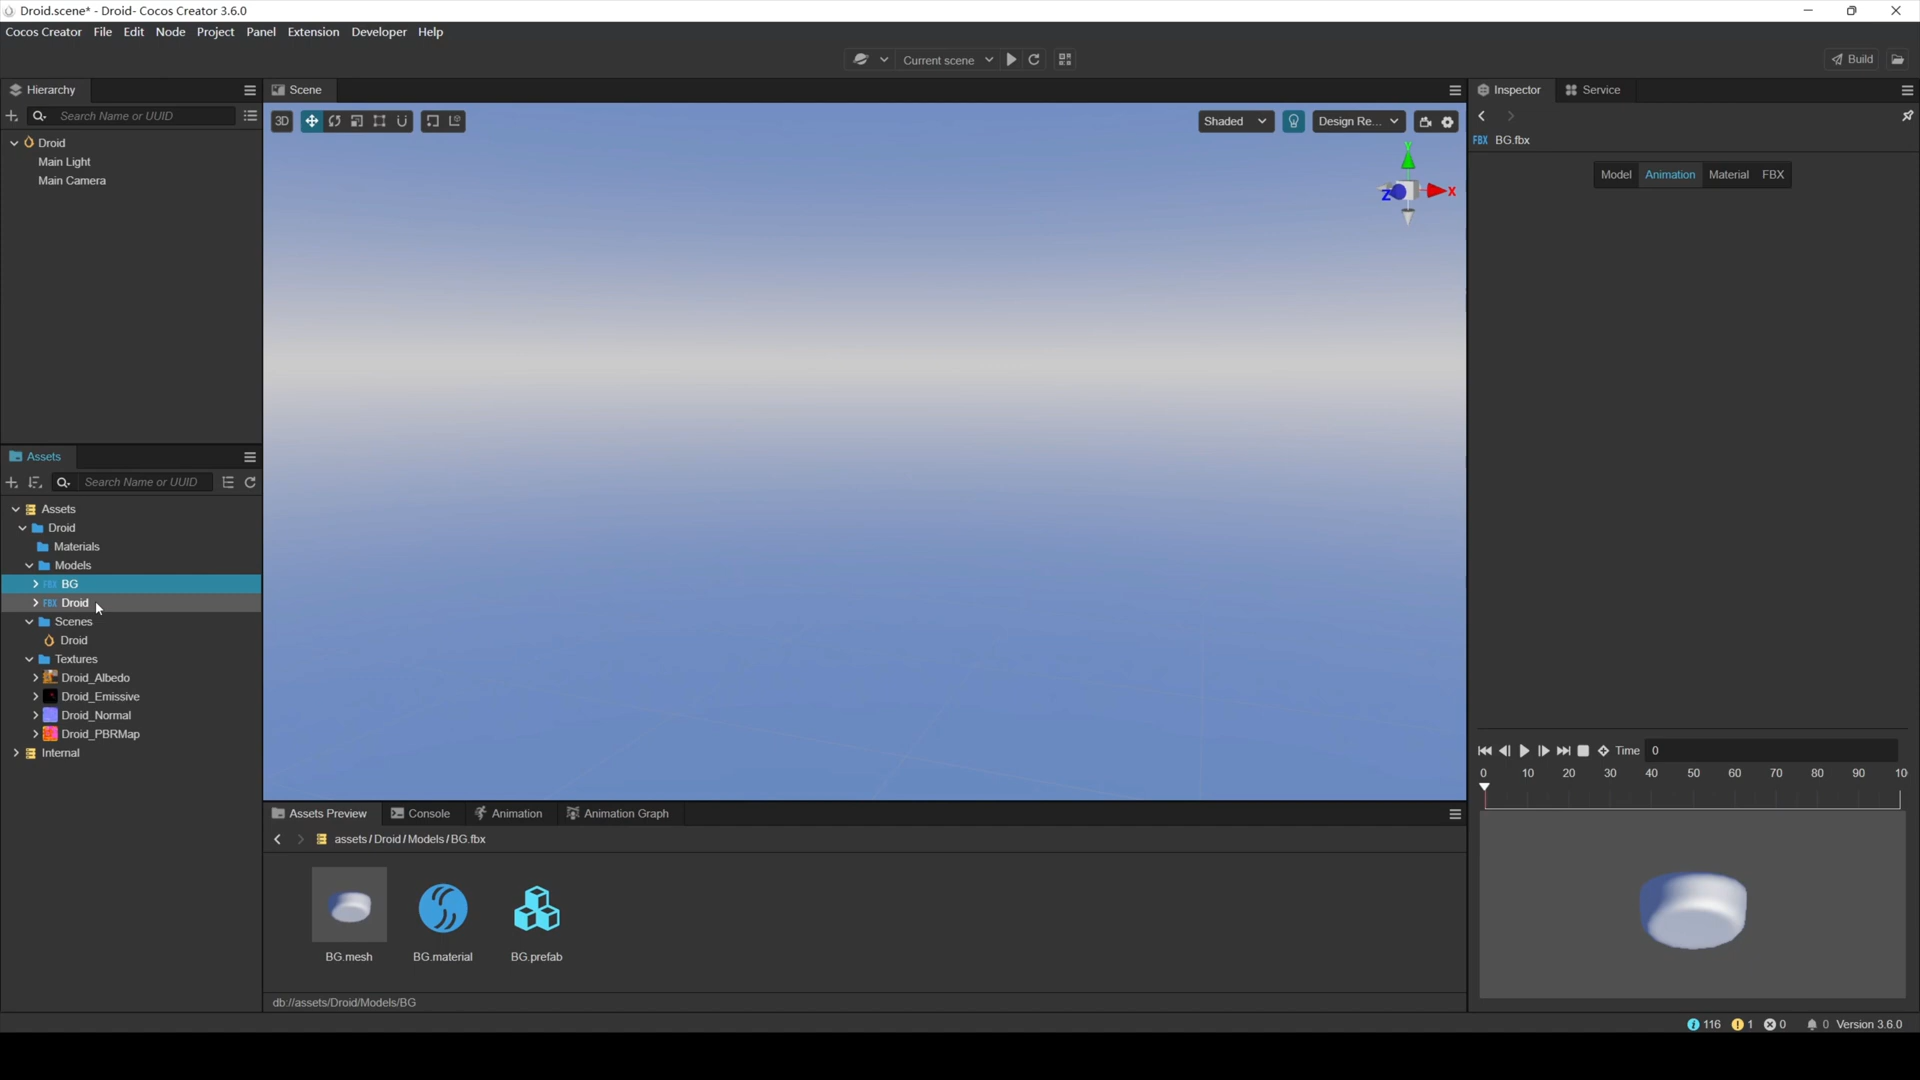 Droid.scene* - Droid- Cocos Creator 3.6.0
Cocos Creator File Edit Node Project Panel Extension Developer Help
Current scene
Build
Hierarchy
Search Name or UUID
Droid
Main Light
Main Camera
Scene
3D
Shaded
Design Re...
Y
X
Z
Assets
Search Name or UUID
Assets
Droid
Materials
Models
FBX BG
FBX Droid
Scenes
Droid
Textures
Droid_Albedo
Droid_Emissive
Droid_Normal
Droid_PBRMap
Internal
Assets Preview Console Animation Animation Graph
assets / Droid / Models / BG.fbx
BG.mesh BG.material BG.prefab
db://assets/Droid/Models/BG
Inspector Service
FBX BG.fbx
Model Animation Material FBX
Time 0
0 10 20 30 40 50 60 70 80 90 10
116 1 0 0 Version 3.6.0